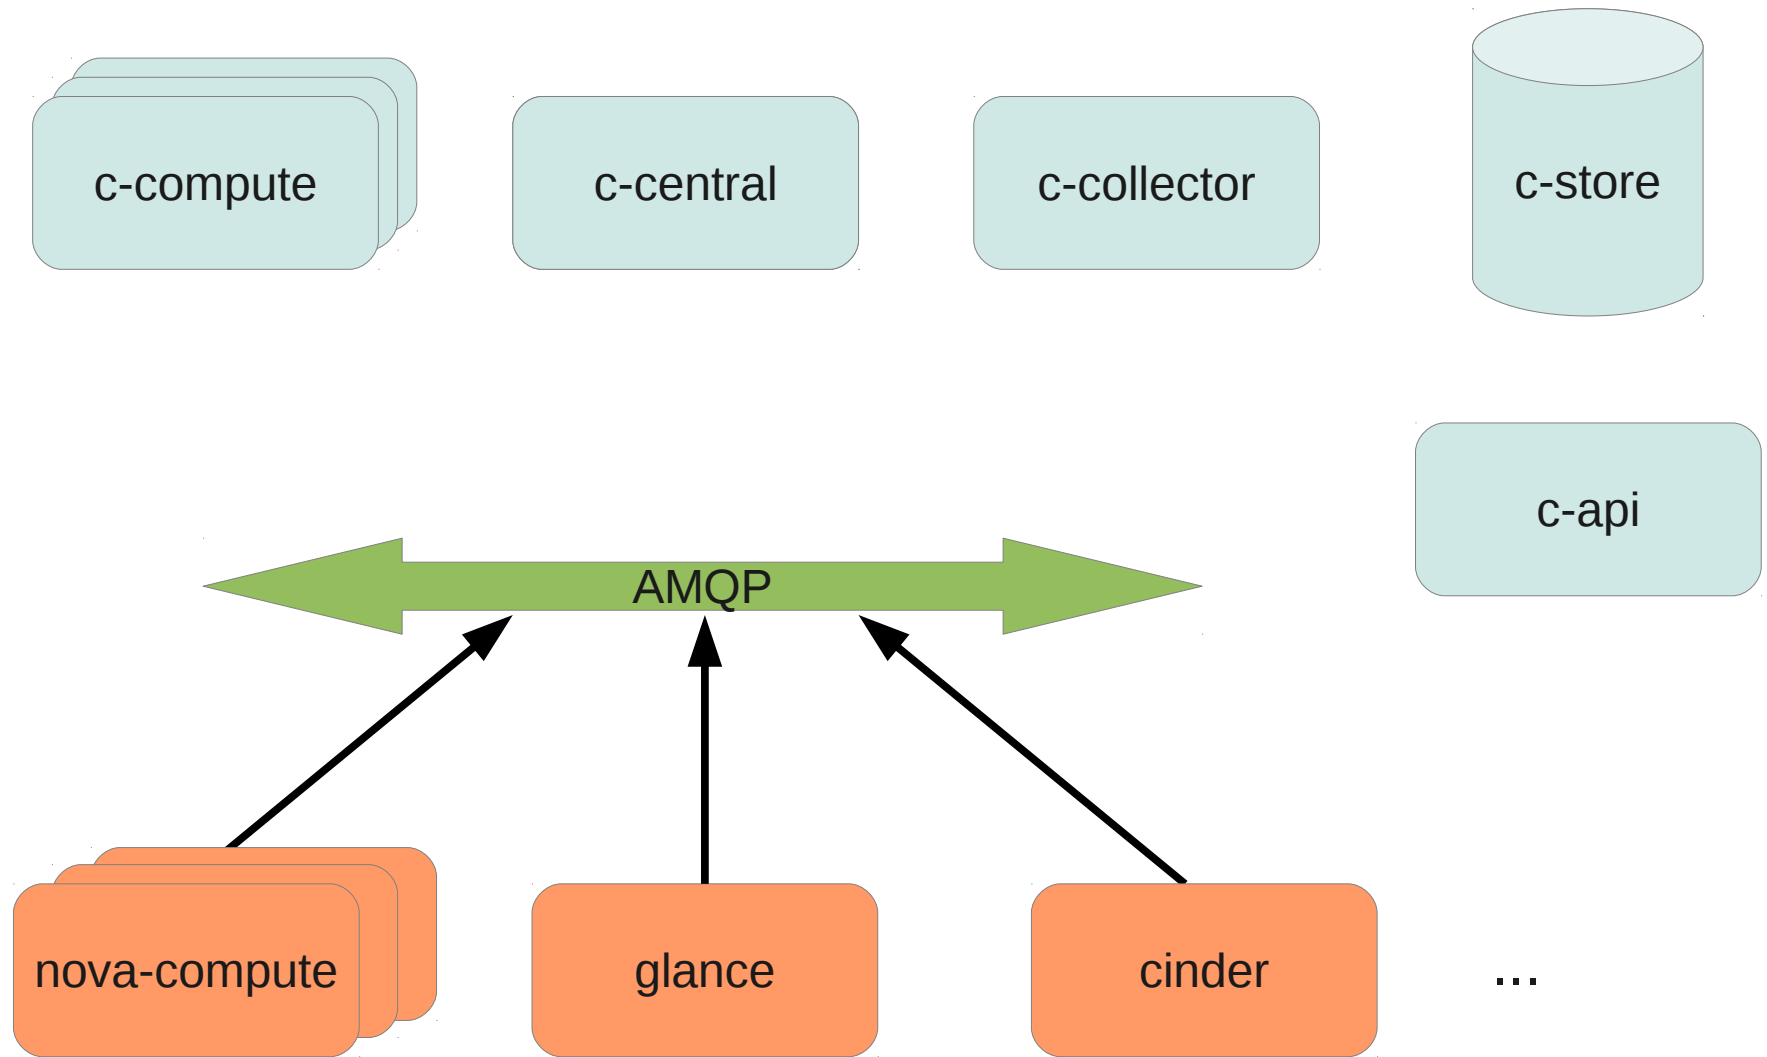 c-compute
c-central
c-collector
c-store
c-api
AMQP
nova-compute
glance
cinder
...